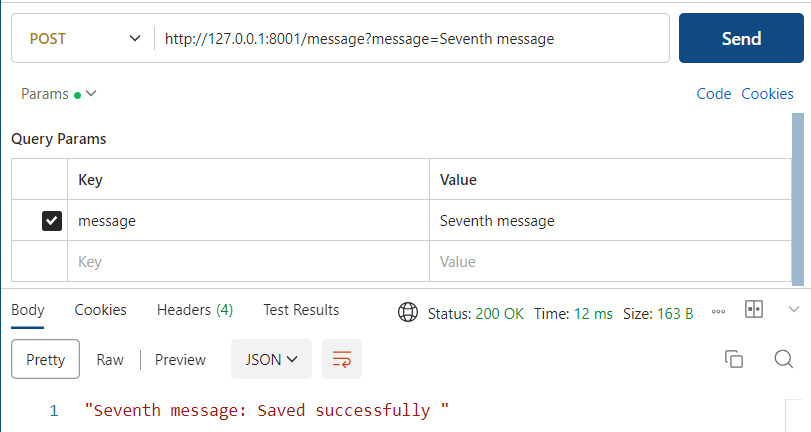 POST http://127.0.0.1:8001/message?message=Seventh message Send
Params Code Cookies
Query Params
Key Value
message Seventh message
Key Value
Body Cookies Headers (4) Test Results Status: 200 OK Time: 12 ms Size: 163 B
Pretty Raw Preview JSON
1 "Seventh message: Saved successfully "